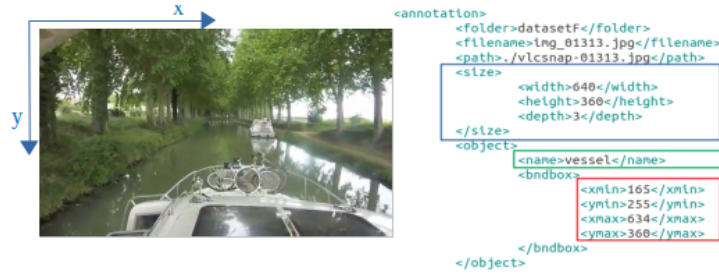 x
y
<annotation>
<folder>datasetF</folder>
<filename>img_01313.jpg</filename>
<path>./vlcsnap-01313.jpg</path>
<size>
<width>640</width>
<height>360</height>
<depth>3</depth>
</size>
<object>
<name>vessel</name>
<bndbox>
<xmin>165</xmin>
<ymin>255</ymin>
<xmax>634</xmax>
<ymax>360</ymax>
</bndbox>
</object>